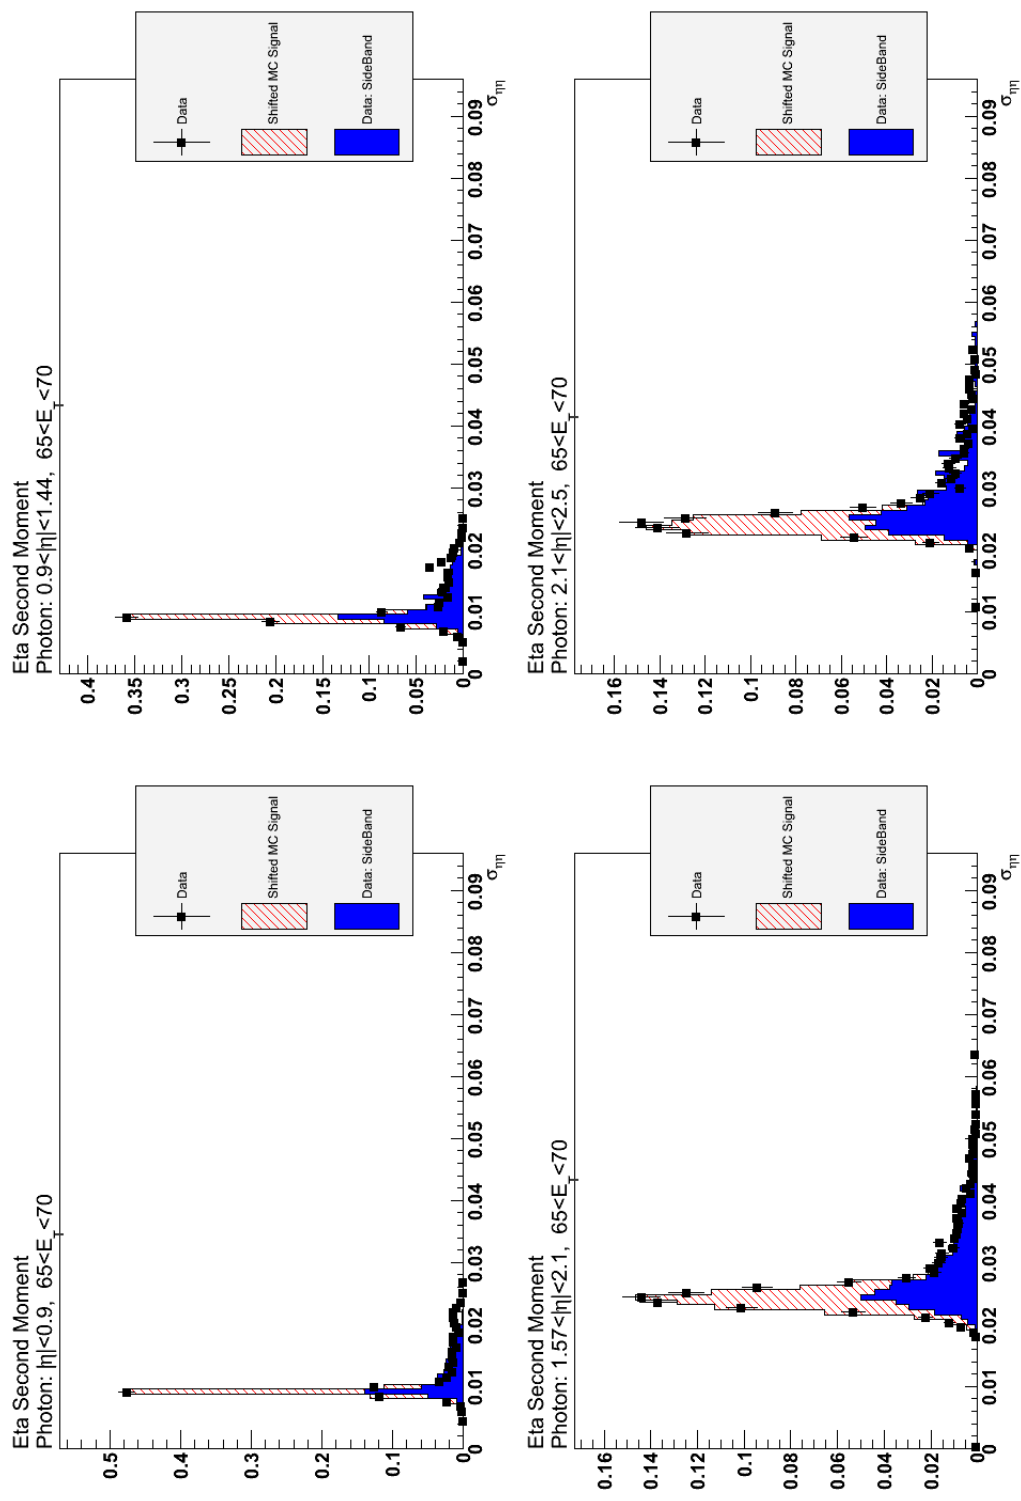 Eta Second Moment
Photon: |η|<0.9, 65<E_T<70
0.5
0.4
0.3
0.2
0.1
0
0 0.01 0.02 0.03 0.04 0.05 0.06 0.07 0.08 0.09
σηη
Data
Shifted MC Signal
Data: SideBand
Eta Second Moment
Photon: 0.9<|η|<1.44, 65<E_T<70
0.4
0.35
0.3
0.25
0.2
0.15
0.1
0.05
0
0 0.01 0.02 0.03 0.04 0.05 0.06 0.07 0.08 0.09
σηη
Data
Shifted MC Signal
Data: SideBand
Eta Second Moment
Photon: 1.57<|η|<2.1, 65<E_T<70
0.16
0.14
0.12
0.1
0.08
0.06
0.04
0.02
0
0 0.01 0.02 0.03 0.04 0.05 0.06 0.07 0.08 0.09
σηη
Data
Shifted MC Signal
Data: SideBand
Eta Second Moment
Photon: 2.1<|η|<2.5, 65<E_T<70
0.16
0.14
0.12
0.1
0.08
0.06
0.04
0.02
0
0 0.01 0.02 0.03 0.04 0.05 0.06 0.07 0.08 0.09
σηη
Data
Shifted MC Signal
Data: SideBand